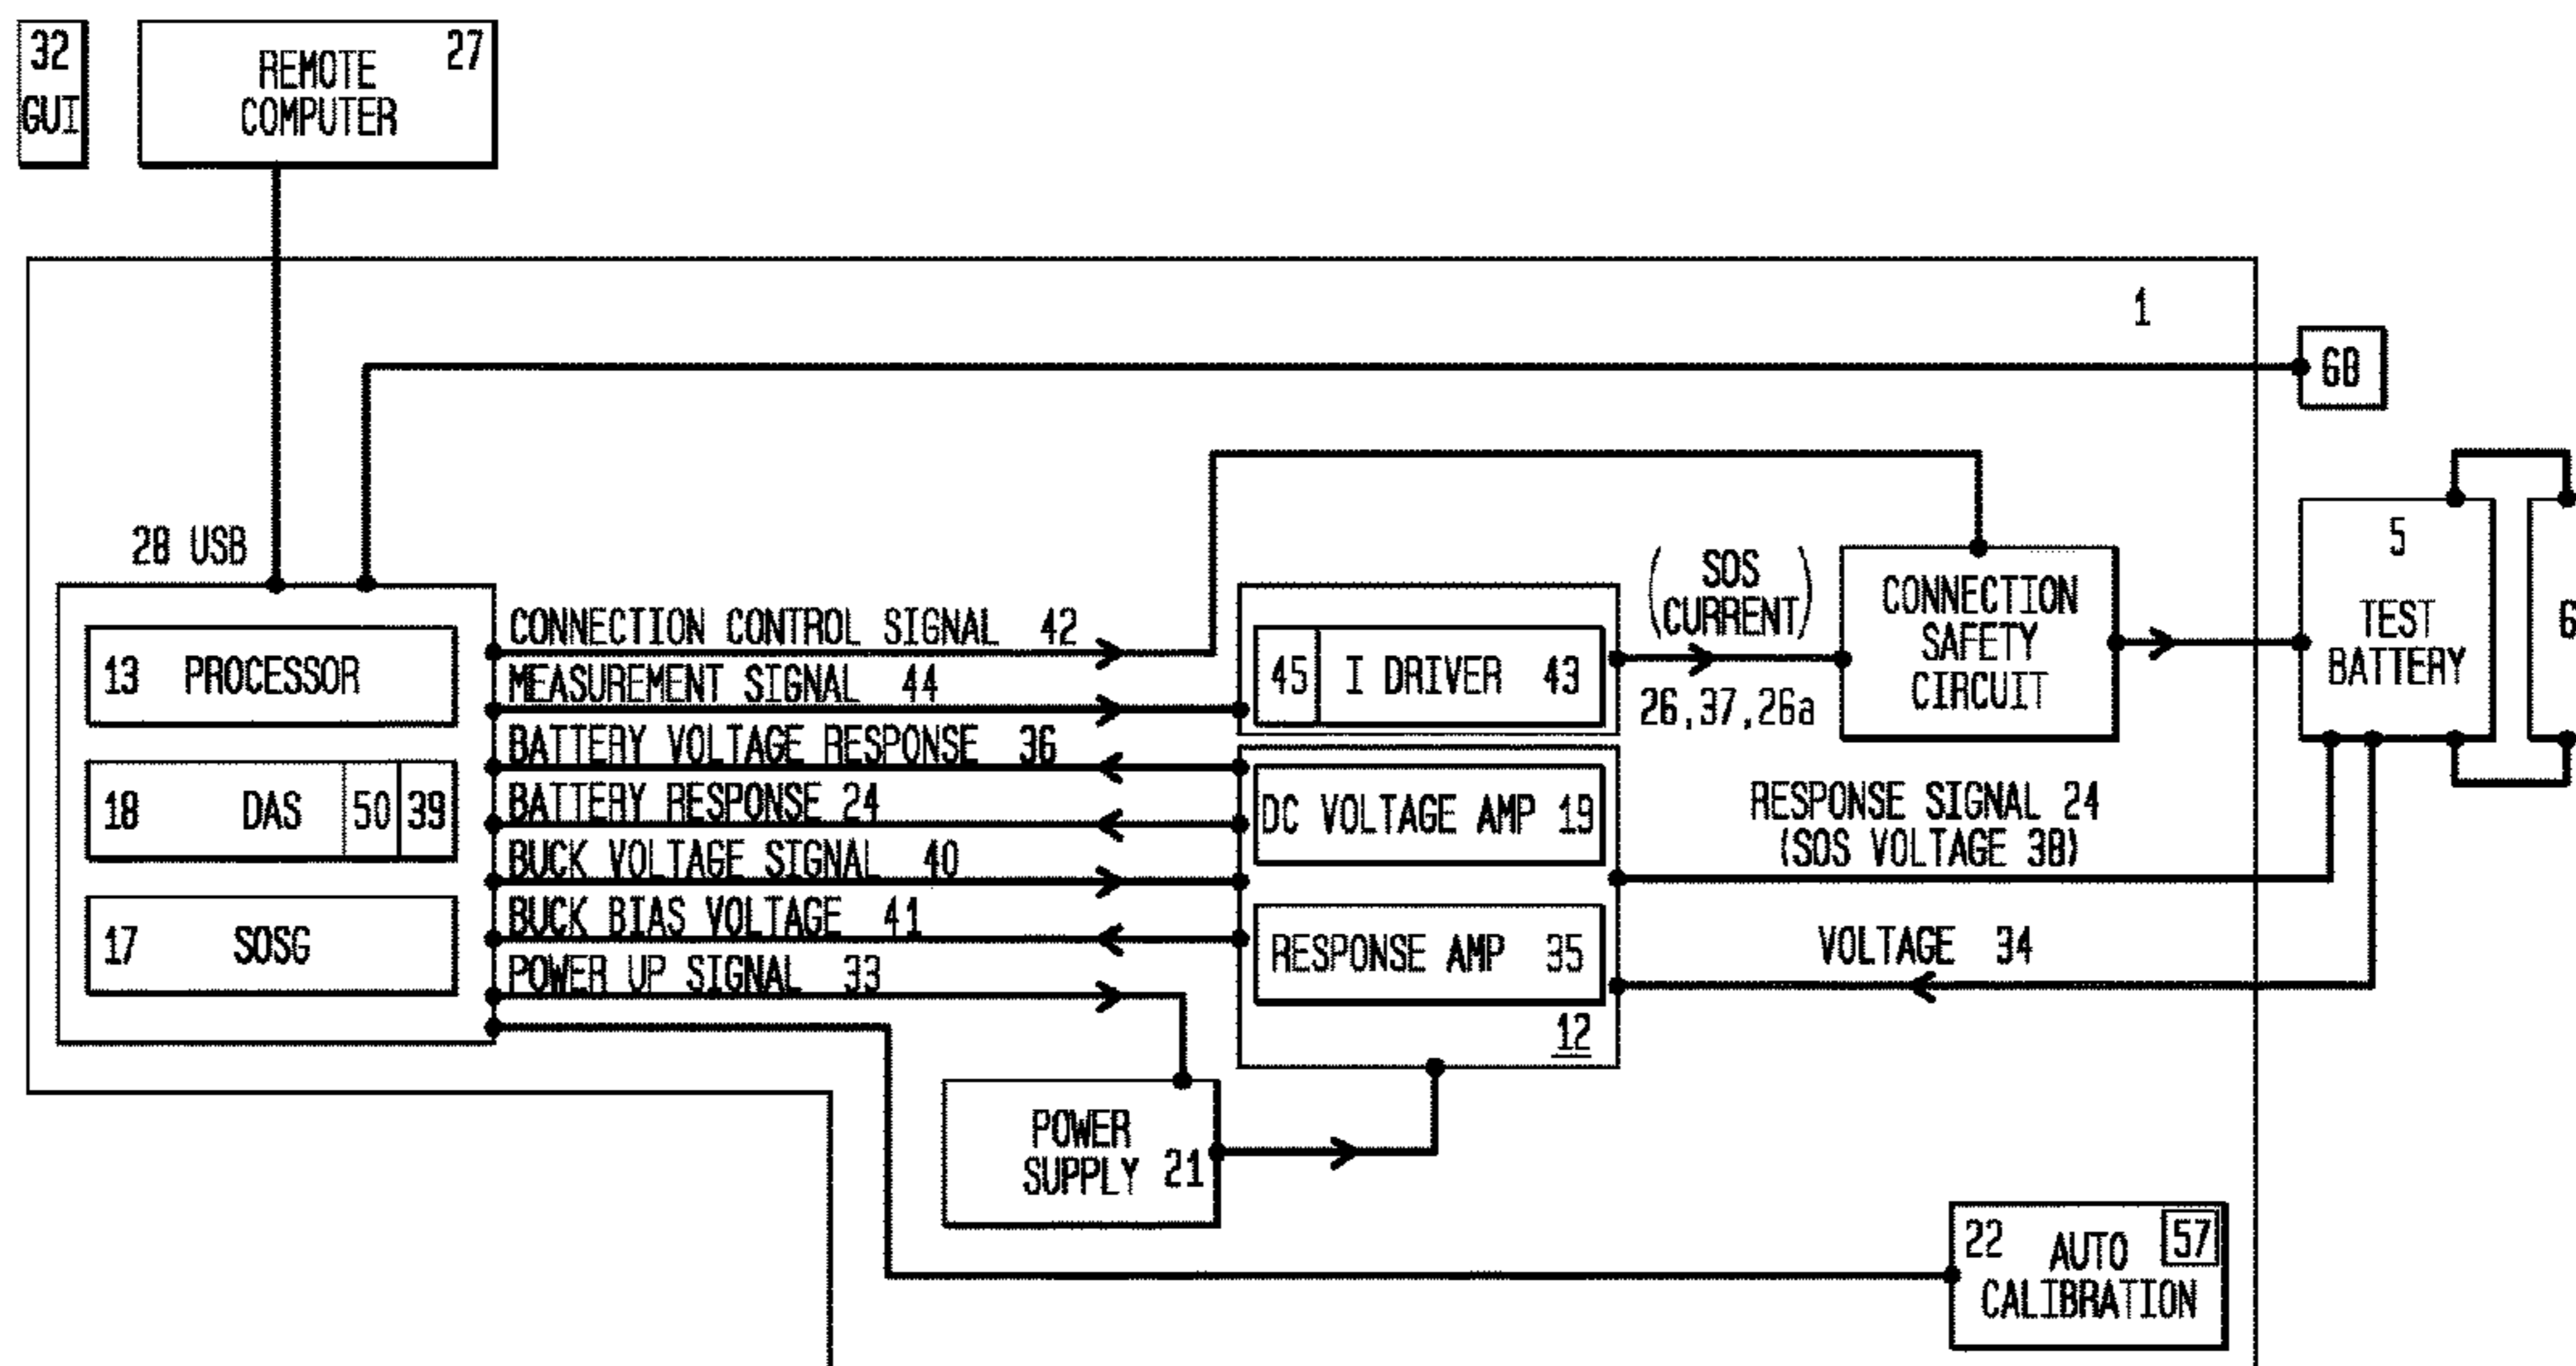 32
GUI
27
REMOTE
COMPUTER
1
68
28 USB
13 PROCESSOR
18 DAS 50 39
17 SOSG
CONNECTION CONTROL SIGNAL 42
MEASUREMENT SIGNAL 44
BATTERY VOLTAGE RESPONSE 36
BATTERY RESPONSE 24
BUCK VOLTAGE SIGNAL 40
BUCK BIAS VOLTAGE 41
POWER UP SIGNAL 33
45 I DRIVER 43
DC VOLTAGE AMP 19
RESPONSE AMP 35
12
(SOS
CURRENT)
26,37,26a
CONNECTION
SAFETY
CIRCUIT
5
TEST
BATTERY
RESPONSE SIGNAL 24
(SOS VOLTAGE 38)
VOLTAGE 34
POWER
SUPPLY 21
22 AUTO 57
CALIBRATION